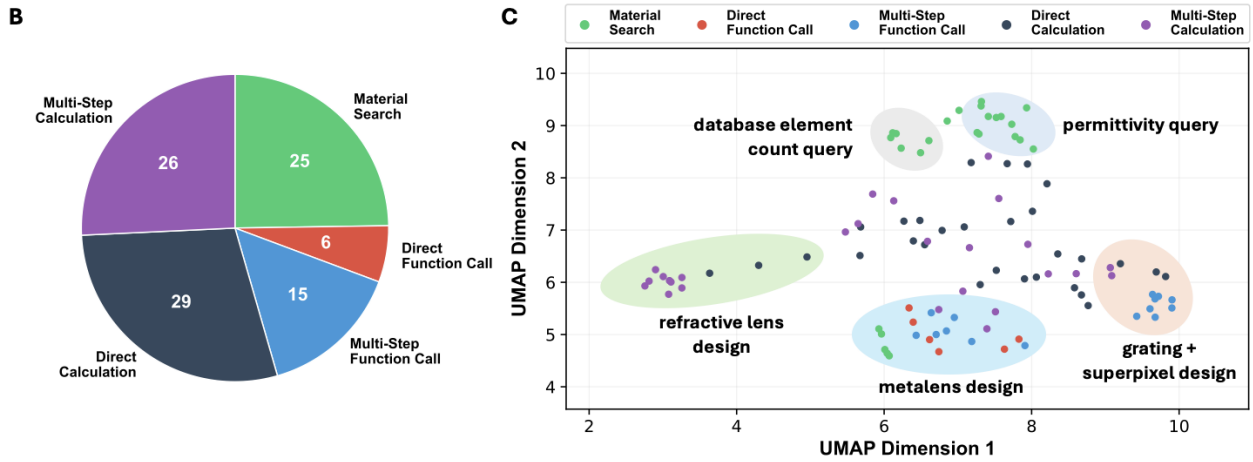 B
Multi-Step
Calculation
26
Material
Search
25
Direct
Function Call
6
Multi-Step
Function Call
15
Direct
Calculation
29
C
Material
Search
Direct
Function Call
Multi-Step
Function Call
Direct
Calculation
Multi-Step
Calculation
UMAP Dimension 2
10
9
8
7
6
5
4
database element
count query
permittivity query
refractive lens
design
metalens design
grating +
superpixel design
2
4
6
8
10
UMAP Dimension 1